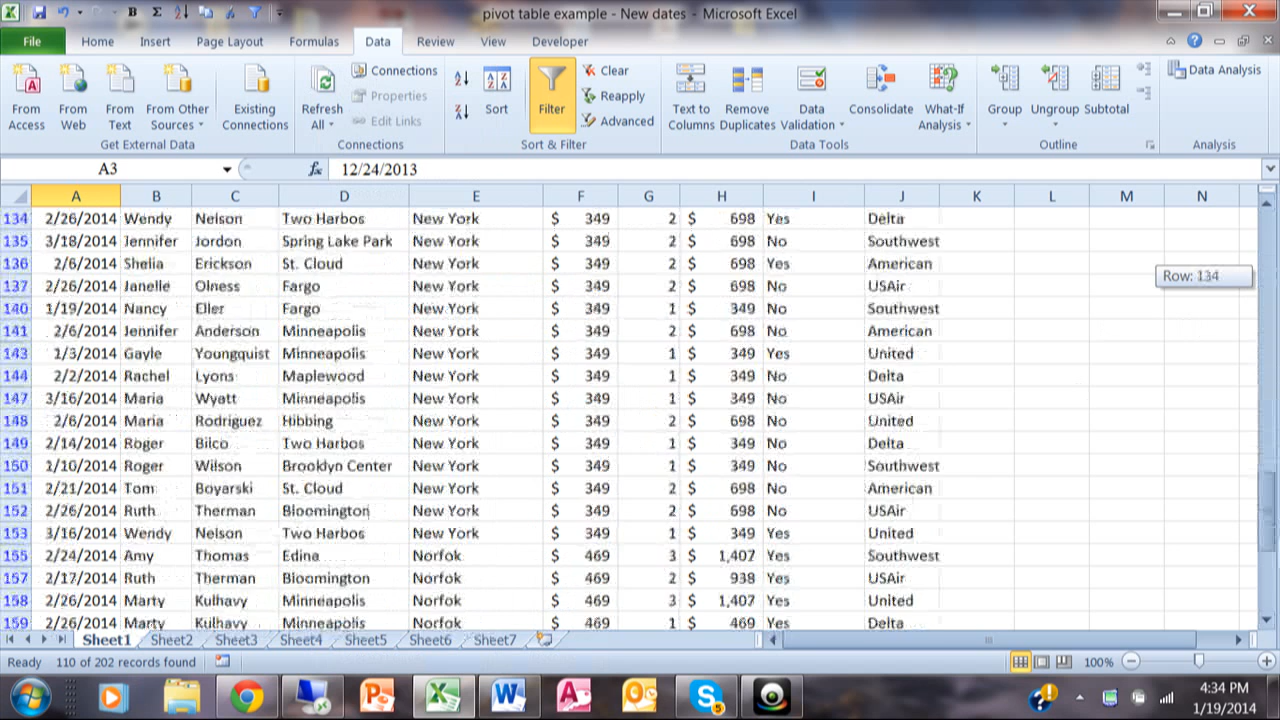 pivot table example - New dates - Microsoft Excel
File Home Insert Page Layout Formulas Data Review View Developer
From Access
From Web
From Text
From Other Sources
Existing Connections
Get External Data
Refresh All
Connections
Properties
Edit Links
Connections
Sort
Filter
Clear
Reapply
Advanced
Sort & Filter
Text to Columns
Remove Duplicates
Data Validation
Consolidate
What-If Analysis
Data Tools
Group
Ungroup
Subtotal
Outline
Data Analysis
Analysis
A3 fx 12/24/2013
A B C D E F G H I J K L M N
134 2/26/2014 Wendy Nelson Two Harbos New York $ 349 2 $ 698 Yes Delta
135 3/18/2014 Jennifer Jordon Spring Lake Park New York $ 349 2 $ 698 No Southwest
136 2/6/2014 Shelia Erickson St. Cloud New York $ 349 2 $ 698 Yes American
137 2/26/2014 Janelle Olness Fargo New York $ 349 2 $ 698 No USAir
Row: 134
140 1/19/2014 Nancy Eller Fargo New York $ 349 1 $ 349 No Southwest
141 2/6/2014 Jennifer Anderson Minneapolis New York $ 349 2 $ 698 No American
143 1/3/2014 Gayle Youngquist Minneapolis New York $ 349 1 $ 349 Yes United
144 2/2/2014 Rachel Lyons Maplewood New York $ 349 1 $ 349 No Delta
147 3/16/2014 Maria Wyatt Minneapolis New York $ 349 1 $ 349 No USAir
148 2/6/2014 Maria Rodriguez Hibbing New York $ 349 2 $ 698 No United
149 2/14/2014 Roger Bilco Two Harbos New York $ 349 1 $ 349 No Delta
150 1/10/2014 Roger Wilson Brooklyn Center New York $ 349 1 $ 349 No Southwest
151 2/21/2014 Tom Boyarski St. Cloud New York $ 349 2 $ 698 No American
152 2/26/2014 Ruth Therman Bloomington New York $ 349 2 $ 698 No USAir
153 3/16/2014 Wendy Nelson Two Harbos New York $ 349 1 $ 349 Yes United
155 2/24/2014 Amy Thomas Edina Norfok $ 469 3 $ 1,407 Yes Southwest
157 2/17/2014 Ruth Therman Bloomington Norfok $ 469 2 $ 938 Yes USAir
158 2/26/2014 Marty Kulhavy Minneapolis Norfok $ 469 3 $ 1,407 Yes United
159 2/26/2014 Marty Kulhavy Minneapolis Norfok $ 469 1 $ 469 Yes Delta
Sheet1 Sheet2 Sheet3 Sheet4 Sheet5 Sheet6 Sheet7
Ready 110 of 202 records found 100%
4:34 PM
1/19/2014